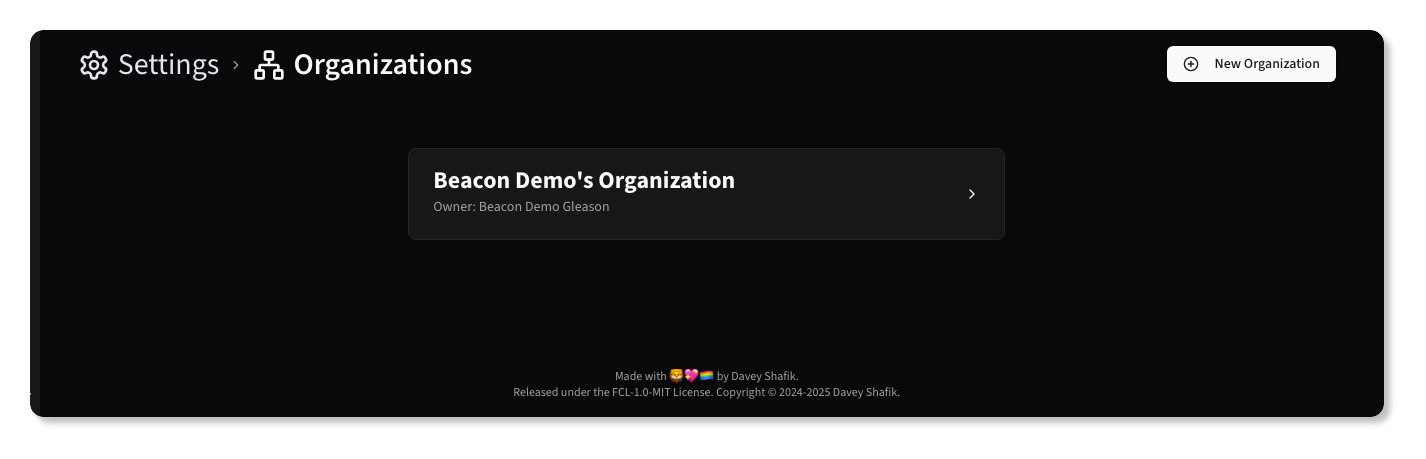 Settings › Organizations
New Organization
Beacon Demo's Organization
Owner: Beacon Demo Gleason
Made with 🦁💖🏳️‍🌈 by Davey Shafik.
Released under the FCL-1.0-MIT License. Copyright © 2024-2025 Davey Shafik.